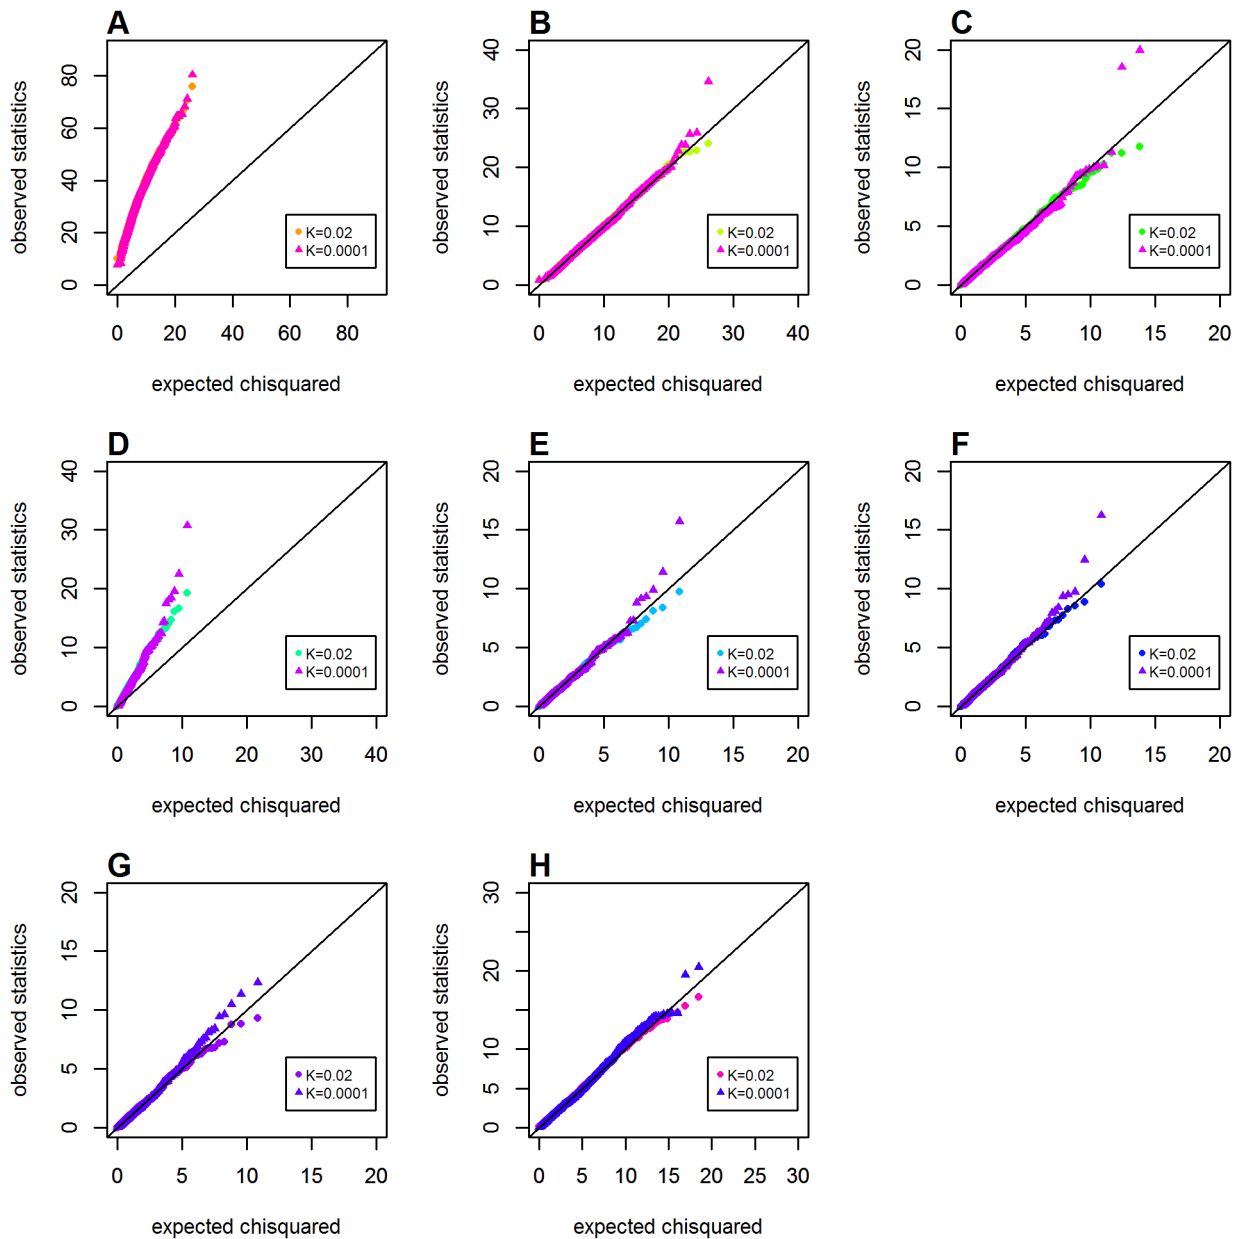 A
observed statistics
80
60
40
20
0
K=0.02
K=0.0001
0 20 40 60 80
expected chisquared
B
observed statistics
40
30
20
10
0
K=0.02
K=0.0001
0 10 20 30 40
expected chisquared
C
observed statistics
20
15
10
5
0
K=0.02
K=0.0001
0 5 10 15 20
expected chisquared
D
observed statistics
40
30
20
10
0
K=0.02
K=0.0001
0 10 20 30 40
expected chisquared
E
observed statistics
20
15
10
5
0
K=0.02
K=0.0001
0 5 10 15 20
expected chisquared
F
observed statistics
20
15
10
5
0
K=0.02
K=0.0001
0 5 10 15 20
expected chisquared
G
observed statistics
20
15
10
5
0
K=0.02
K=0.0001
0 5 10 15 20
expected chisquared
H
observed statistics
30
20
10
5
0
K=0.02
K=0.0001
0 5 10 15 20 25 30
expected chisquared